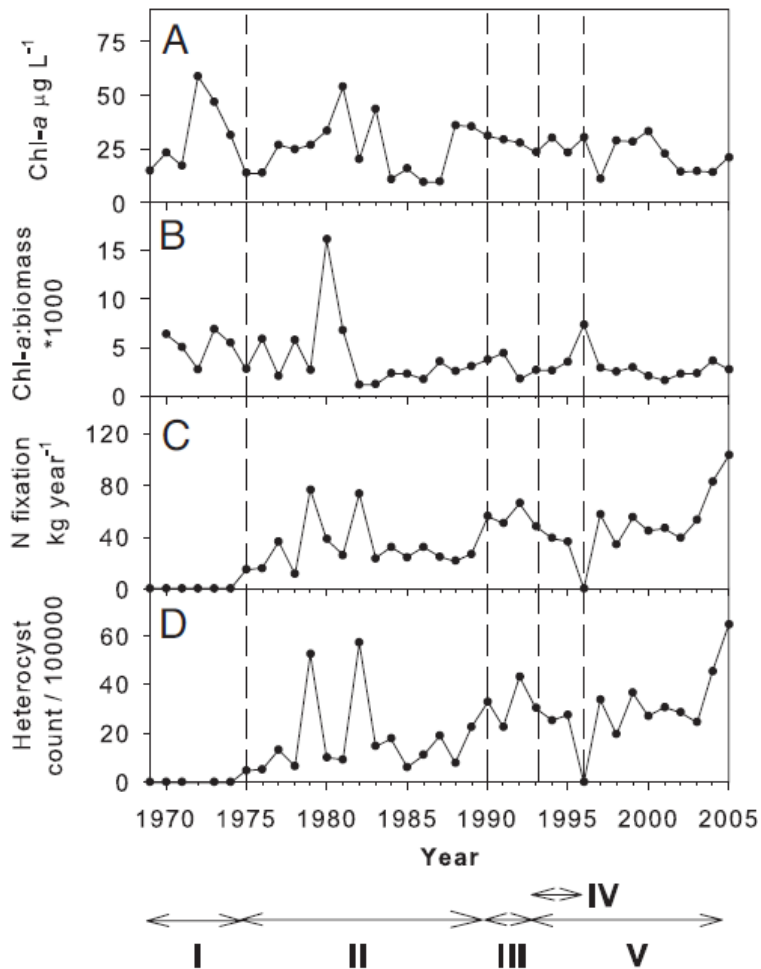 A
Chl-a µg L⁻¹
75
50
25
0
B
Chl-a:biomass
*1000
15
10
5
0
C
N fixation
kg year⁻¹
120
80
40
0
D
Heterocyst
count / 100000
60
40
20
0
1970 1975 1980 1985 1990 1995 2000 2005
Year
IV
I II III V